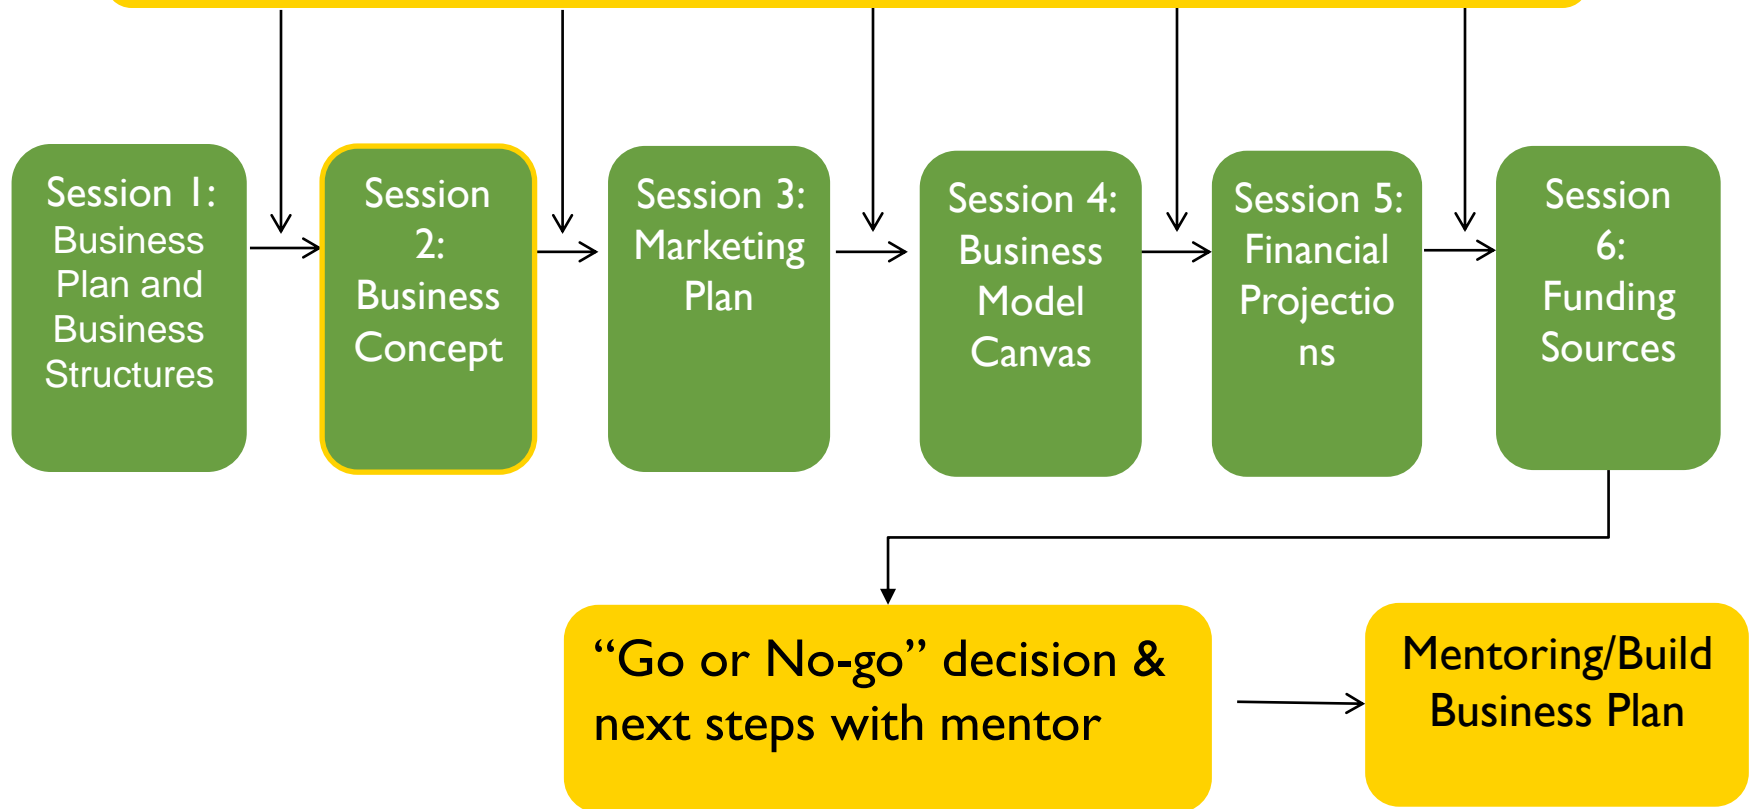 Session 1:
Business
Plan and
Business
Structures
Session
2:
Business
Concept
Session 3:
Marketing
Plan
Session 4:
Business
Model
Canvas
Session 5:
Financial
Projectio
ns
Session
6:
Funding
Sources
“Go or No-go” decision &
next steps with mentor
Mentoring/Build
Business Plan